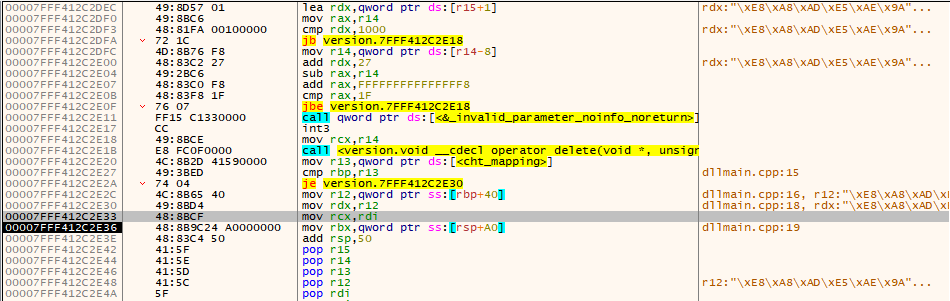 00007FFF412C2DEC 49:8D57 01 lea rdx,qword ptr ds:[r15+1] rdx:"\xE8\xA8\xAD\xE5\xAE\x9A"...
00007FFF412C2DF0 49:8BC6 mov rax,r14
00007FFF412C2DF3 48:81FA 00100000 cmp rdx,1000 rdx:"\xE8\xA8\xAD\xE5\xAE\x9A"...
00007FFF412C2DFA 72 1C jb version.7FFF412C2E18
00007FFF412C2DFC 4D:8B76 F8 mov r14,qword ptr ds:[r14-8]
00007FFF412C2E00 48:83C2 27 add rdx,27 rdx:"\xE8\xA8\xAD\xE5\xAE\x9A"...
00007FFF412C2E04 49:2BC6 sub rax,r14
00007FFF412C2E07 48:83C0 F8 add rax,FFFFFFFFFFFFFFF8
00007FFF412C2E0B 48:83F8 1F cmp rax,1F
00007FFF412C2E0F 76 07 jbe version.7FFF412C2E18
00007FFF412C2E11 FF15 C1330000 call qword ptr ds:[<&_invalid_parameter_noinfo_noreturn>]
00007FFF412C2E17 CC int3
00007FFF412C2E18 49:8BCE mov rcx,r14
00007FFF412C2E1B E8 FC0F0000 call <version.void __cdecl operator delete(void *, unsign
00007FFF412C2E20 4C:8B2D 41590000 mov r13,qword ptr ds:[<cht_mapping>]
00007FFF412C2E27 49:3BED cmp rbp,r13 dllmain.cpp:15
00007FFF412C2E2A 74 04 je version.7FFF412C2E30
00007FFF412C2E2C 4C:8B65 40 mov r12,qword ptr ss:[rbp+40] dllmain.cpp:16, r12:"\xE8\xA8\xAD\xE
00007FFF412C2E30 49:8BD4 mov rdx,r12 dllmain.cpp:18, rdx:"\xE8\xA8\xAD\xE
00007FFF412C2E33 48:8BCF mov rcx,rdi
00007FFF412C2E36 48:8B9C24 A0000000 mov rbx,qword ptr ss:[rsp+A0] dllmain.cpp:19
00007FFF412C2E3E 48:83C4 50 add rsp,50
00007FFF412C2E42 41:5F pop r15
00007FFF412C2E44 41:5E pop r14
00007FFF412C2E46 41:5D pop r13
00007FFF412C2E48 41:5C pop r12 r12:"\xE8\xA8\xAD\xE5\xAE\x9A"...
00007FFF412C2E4A 5F pop rdi